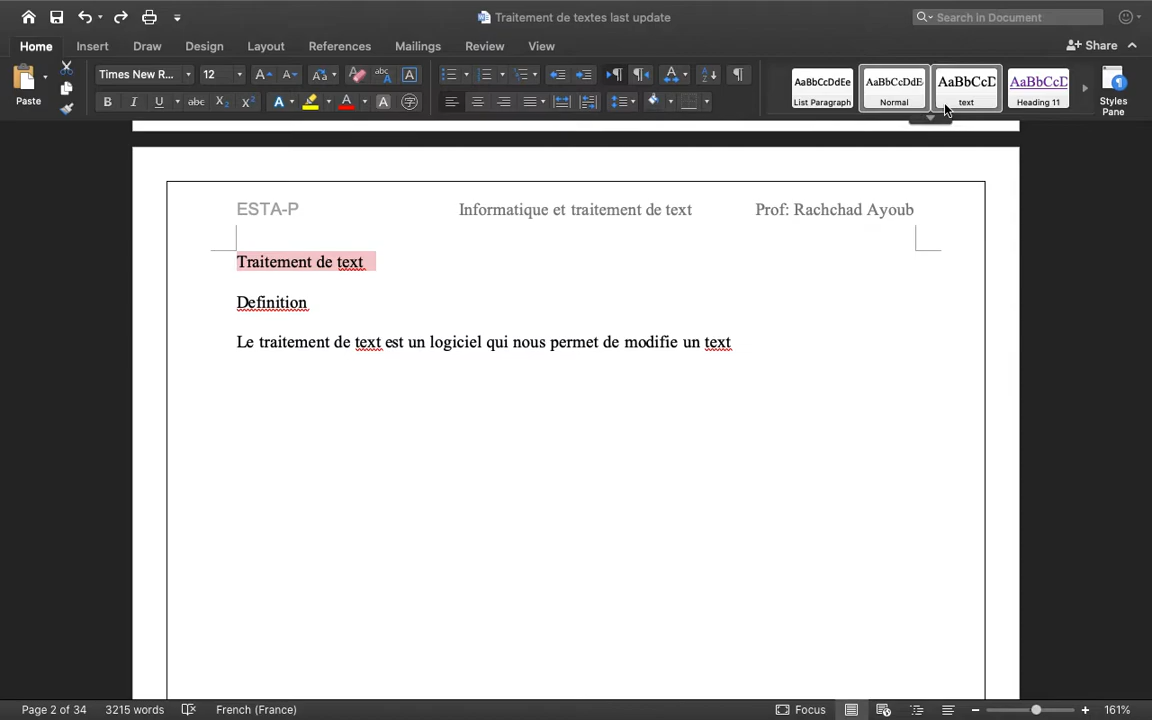 Traitement de textes last update
Search in Document
Home Insert Draw Design Layout References Mailings Review View
Share
Paste
Times New R... 12
AaBbCcDdEe AaBbCcDdE AaBbCcD AaBbCcD
List Paragraph Normal text Heading 11
Styles
Pane
ESTA-P Informatique et traitement de text Prof: Rachchad Ayoub
Traitement de text
Definition
Le traitement de text est un logiciel qui nous permet de modifie un text
Page 2 of 34 3215 words French (France) Focus 161%